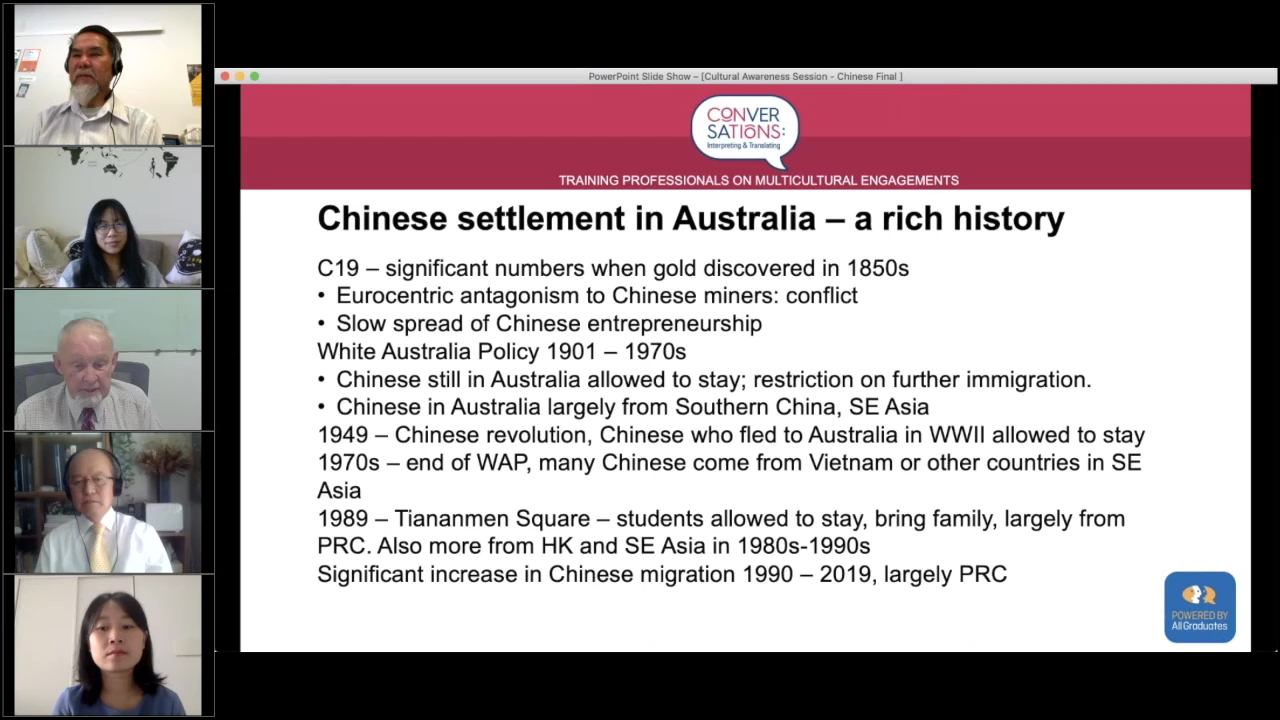 PowerPoint Slide Show – [Cultural Awareness Session - Chinese Final ]
CONVER
SATIONS:
Interpreting & Translating
TRAINING PROFESSIONALS ON MULTICULTURAL ENGAGEMENTS
Chinese settlement in Australia – a rich history
C19 – significant numbers when gold discovered in 1850s
• Eurocentric antagonism to Chinese miners: conflict
• Slow spread of Chinese entrepreneurship
White Australia Policy 1901 – 1970s
• Chinese still in Australia allowed to stay; restriction on further immigration.
• Chinese in Australia largely from Southern China, SE Asia
1949 – Chinese revolution, Chinese who fled to Australia in WWII allowed to stay
1970s – end of WAP, many Chinese come from Vietnam or other countries in SE
Asia
1989 – Tiananmen Square – students allowed to stay, bring family, largely from
PRC. Also more from HK and SE Asia in 1980s-1990s
Significant increase in Chinese migration 1990 – 2019, largely PRC
POWERED BY
All Graduates